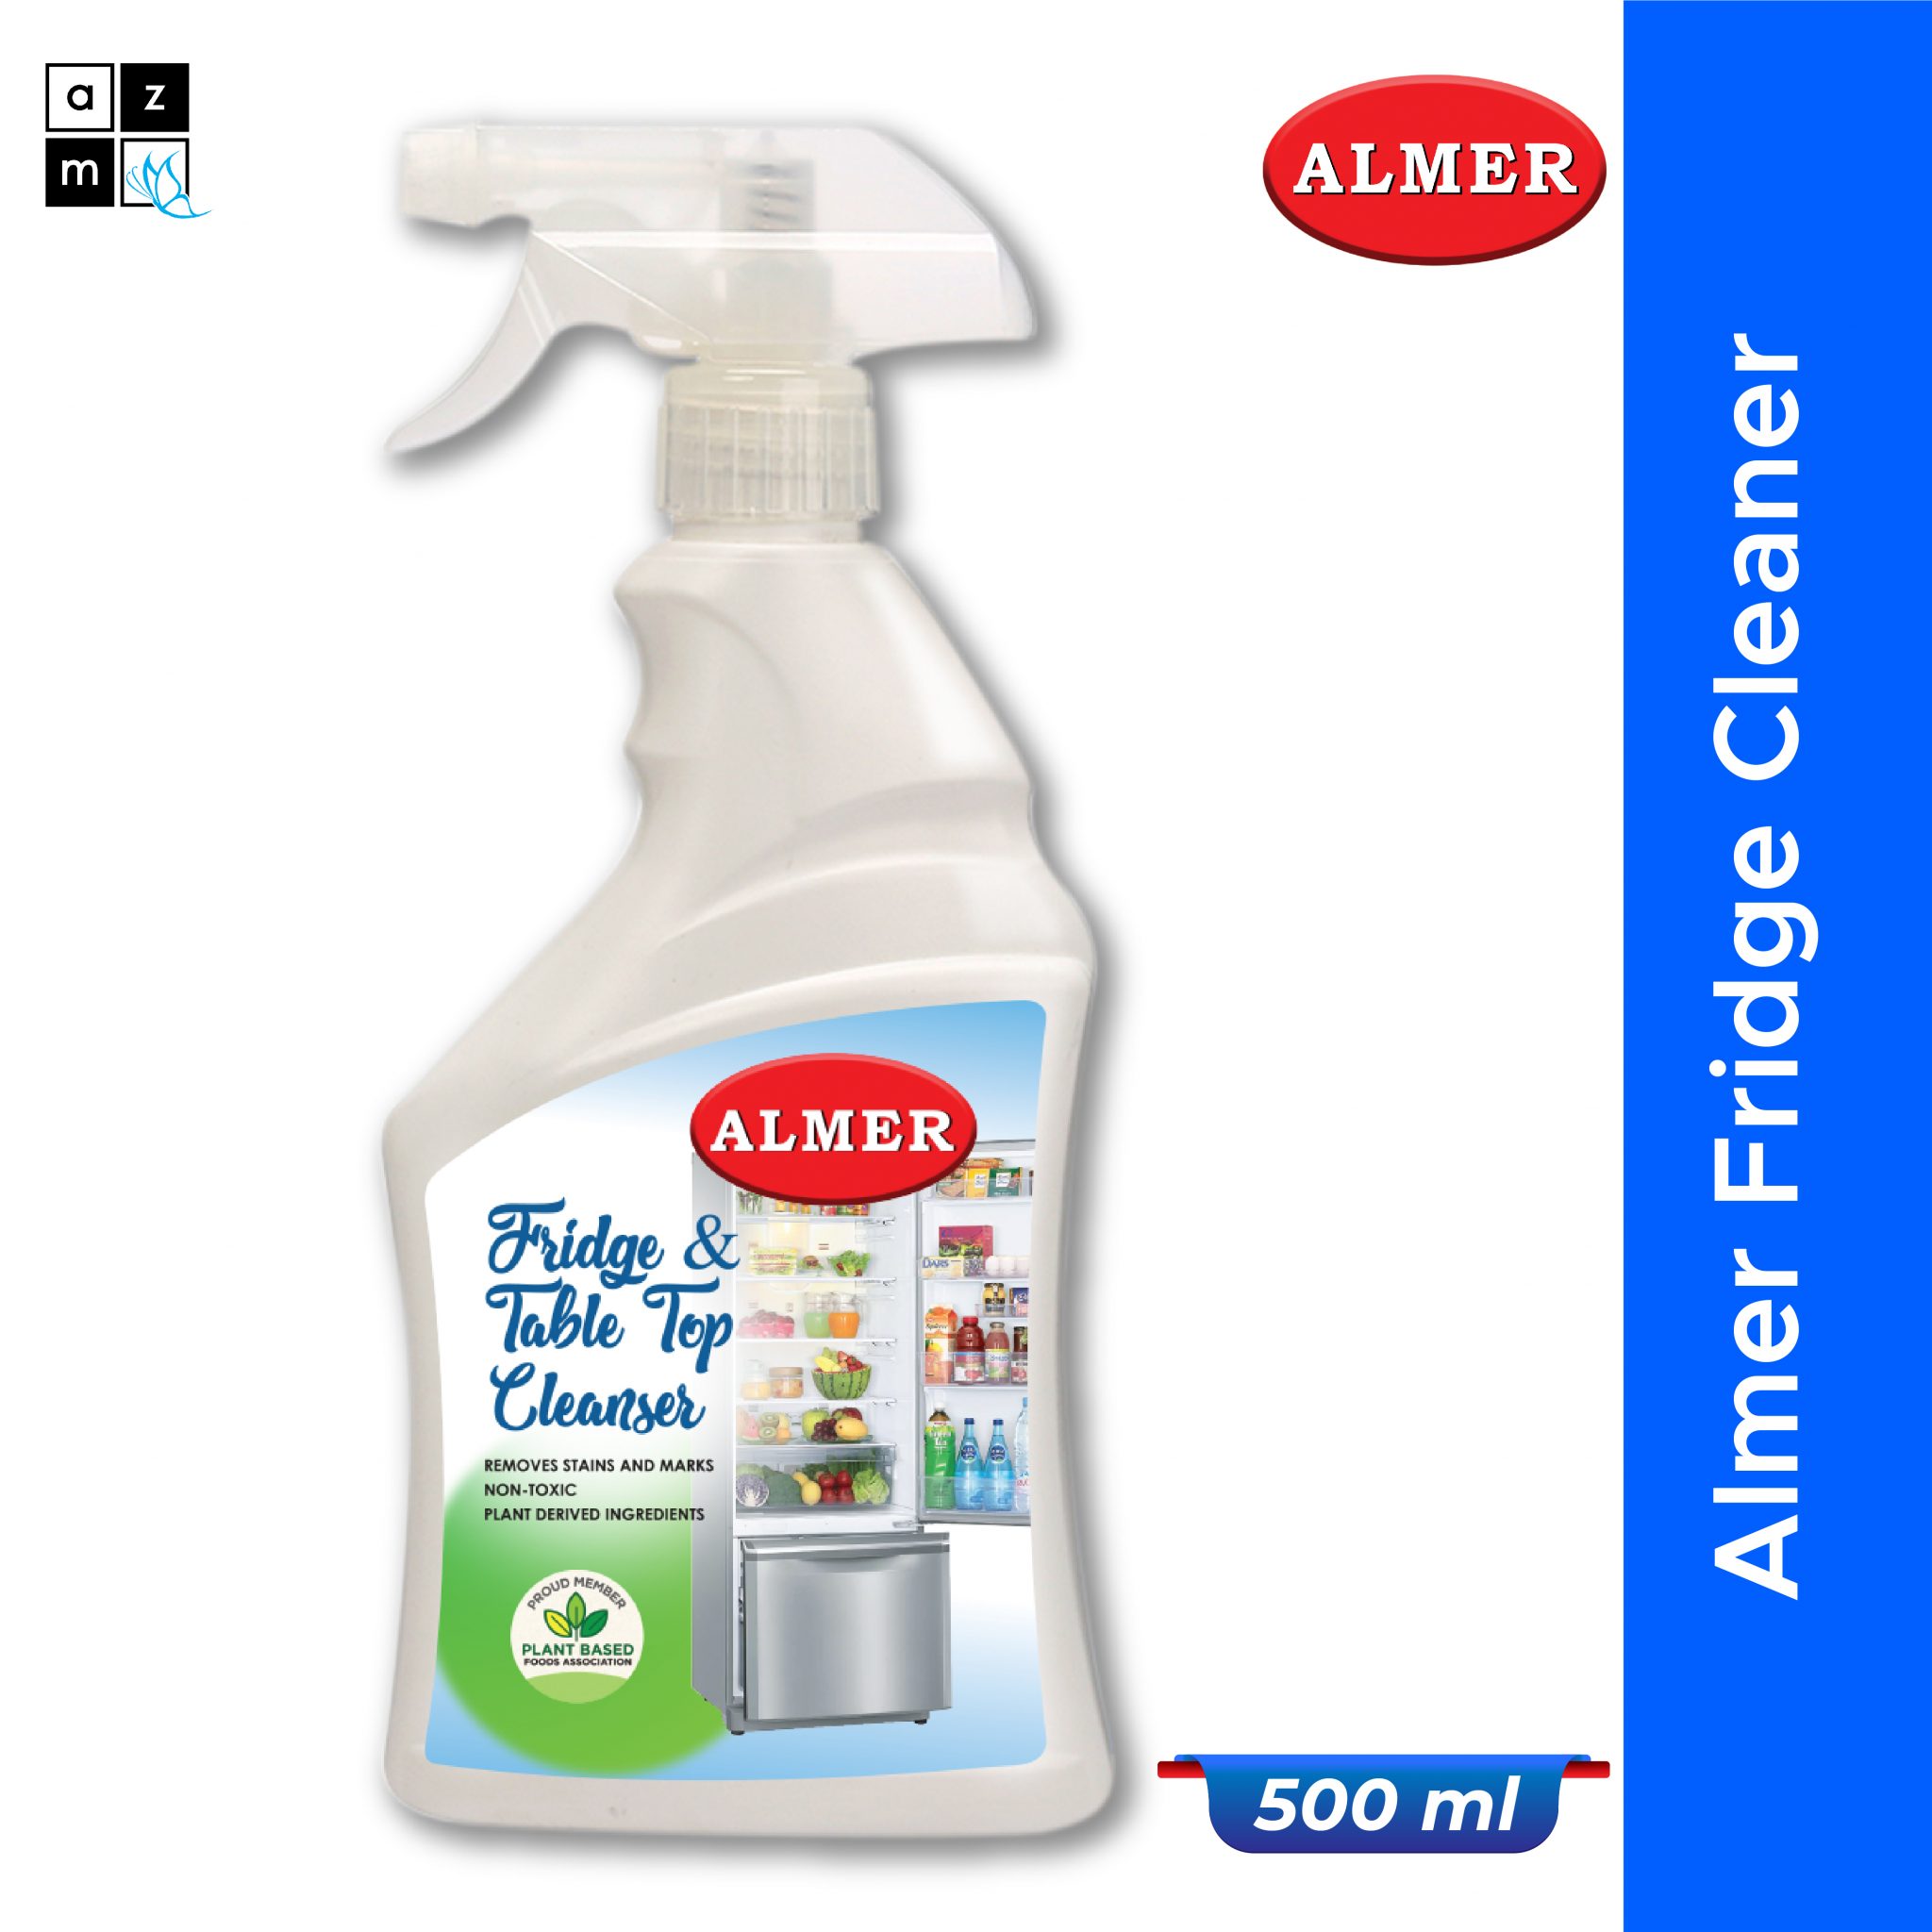 a z
m
ALMER
Almer Fridge Cleaner
ALMER
Fridge &
Table Top
Cleanser
REMOVES STAINS AND MARKS
NON-TOXIC
PLANT DERIVED INGREDIENTS
PROUD MEMBER
PLANT BASED
FOODS ASSOCIATION
DARS
500 ml